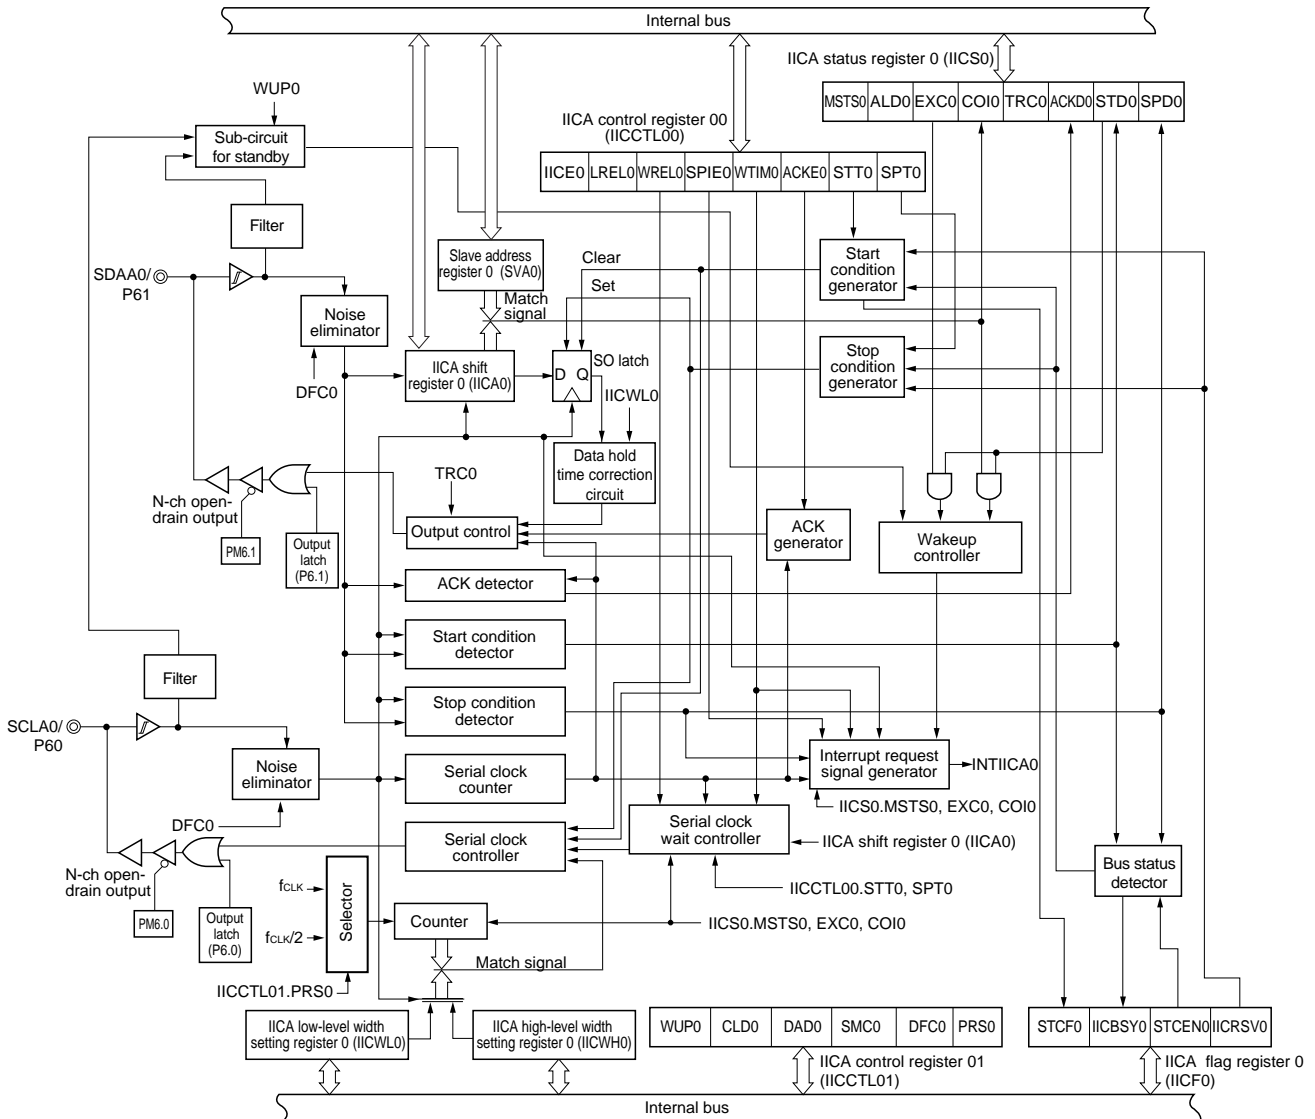 Internal bus
IICA status register 0 (IICS0)
MSTS0 ALD0 EXC0 COI0 TRC0 ACKD0 STD0 SPD0
WUP0
Sub-circuit
for standby
IICA control register 00
(IICCTL00)
IICE0 LREL0 WREL0 SPIE0 WTIM0 ACKE0 STT0 SPT0
Filter
Slave address
register 0 (SVA0)
Clear
Start
condition
generator
SDAA0/
P61
Set
Match
signal
Noise
eliminator
DFC0
IICA shift
register 0 (IICA0)
D Q
SO latch
IICWL0
Stop
condition
generator
Data hold
time correction
circuit
TRC0
N-ch open-
drain output
PM6.1
Output
latch
(P6.1)
Output control
ACK
generator
Wakeup
controller
ACK detector
Start condition
detector
Filter
Stop condition
detector
SCLA0/
P60
Noise
eliminator
Serial clock
counter
Interrupt request
signal generator
INTIICA0
IICS0.MSTS0, EXC0, COI0
DFC0
Serial clock
controller
Serial clock
wait controller
IICA shift register 0 (IICA0)
Bus status
detector
N-ch open-
drain output
PM6.0
Output
latch
(P6.0)
fCLK
fCLK/2
Selector
IICCTL01.PRS0
Counter
IICCTL00.STT0, SPT0
IICS0.MSTS0, EXC0, COI0
Match signal
IICA low-level width
setting register 0 (IICWL0)
IICA high-level width
setting register 0 (IICWH0)
WUP0 CLD0 DAD0 SMC0 DFC0 PRS0
IICA control register 01
(IICCTL01)
STCF0 IICBSY0 STCEN0 IICRSV0
IICA flag register 0
(IICF0)
Internal bus